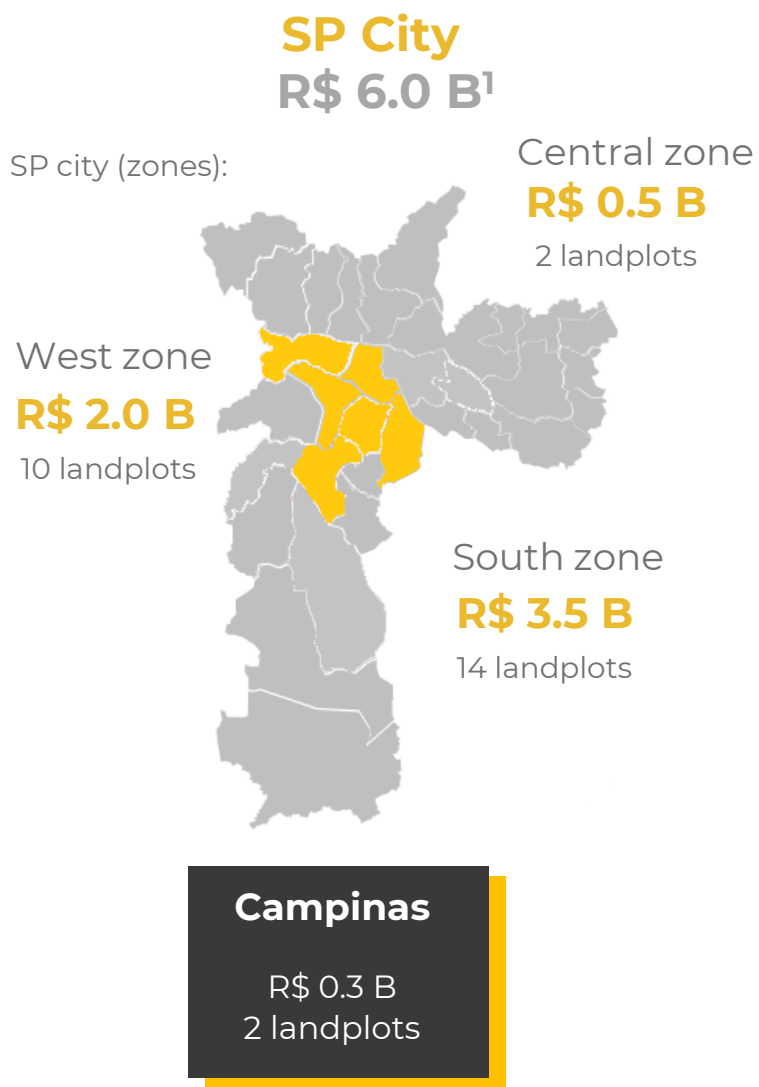 SP City
R$ 6.0 B¹
SP city (zones):
Central zone
R$ 0.5 B
2 landplots
West zone
R$ 2.0 B
10 landplots
South zone
R$ 3.5 B
14 landplots
Campinas
R$ 0.3 B
2 landplots